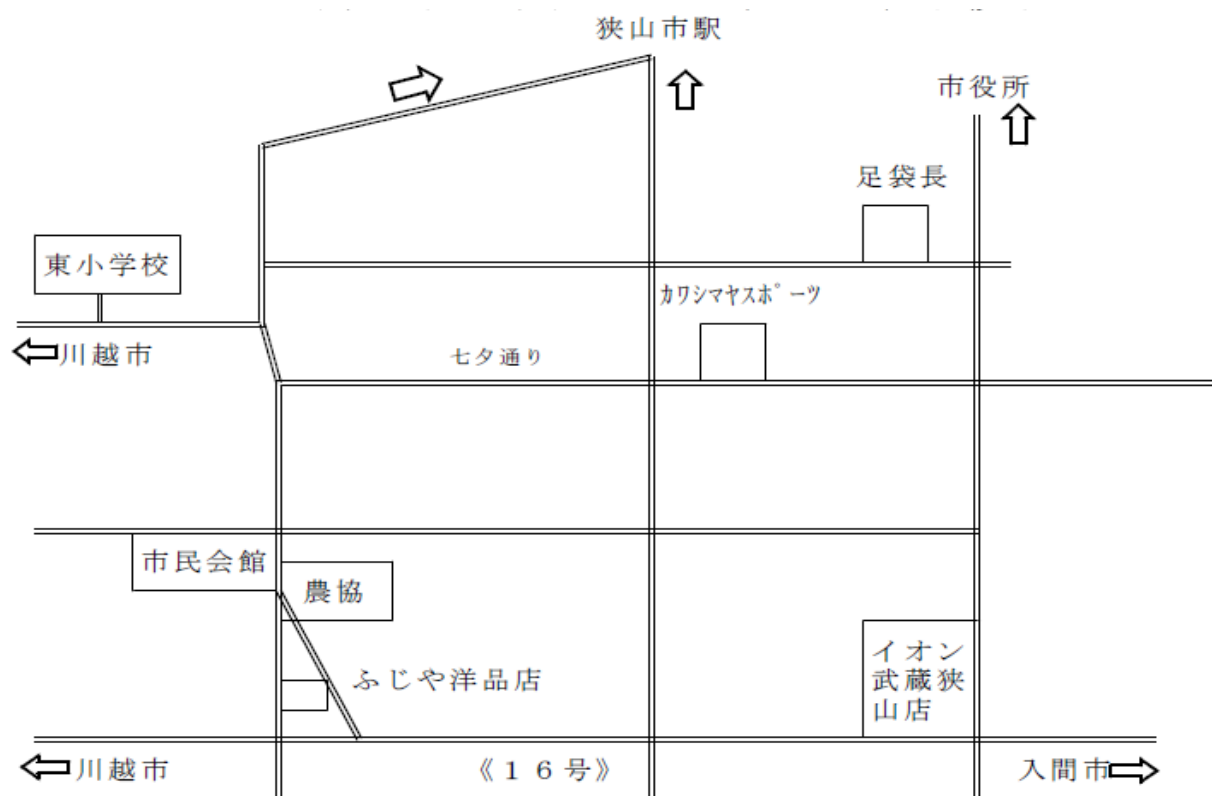 狭山市駅
市役所
足袋長
東小学校
カワシマヤスポーツ
川越市
七夕通り
市民会館
農協
ふじや洋品店
イオン
武蔵狭
山店
川越市
《16号》
入間市